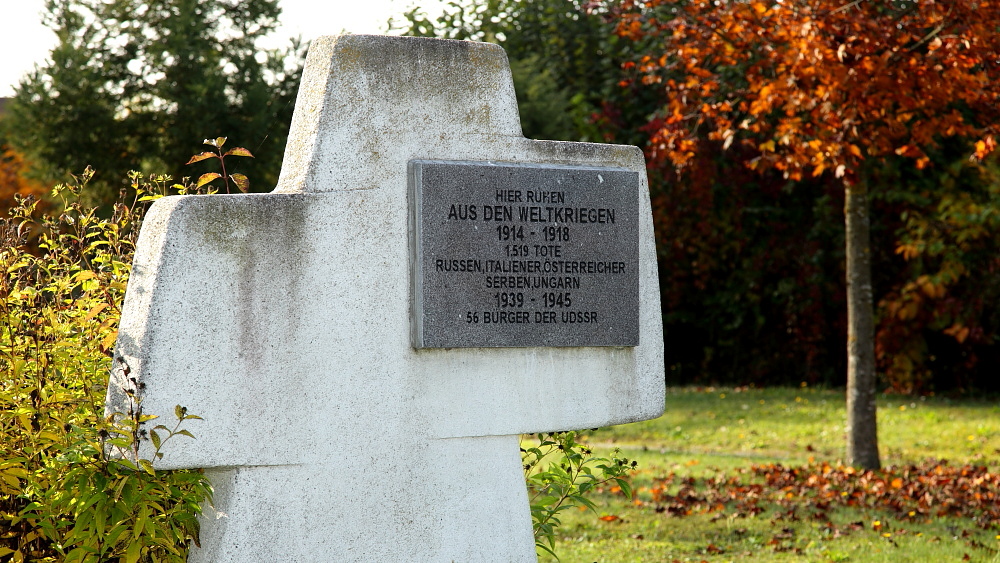 HIER RUHEN
AUS DEN WELTKRIEGEN
1914 - 1918
1.519 TOTE
RUSSEN,ITALIENER,ÖSTERREICHER
SERBEN,UNGARN
1939 - 1945
56 BÜRGER DER UDSSR